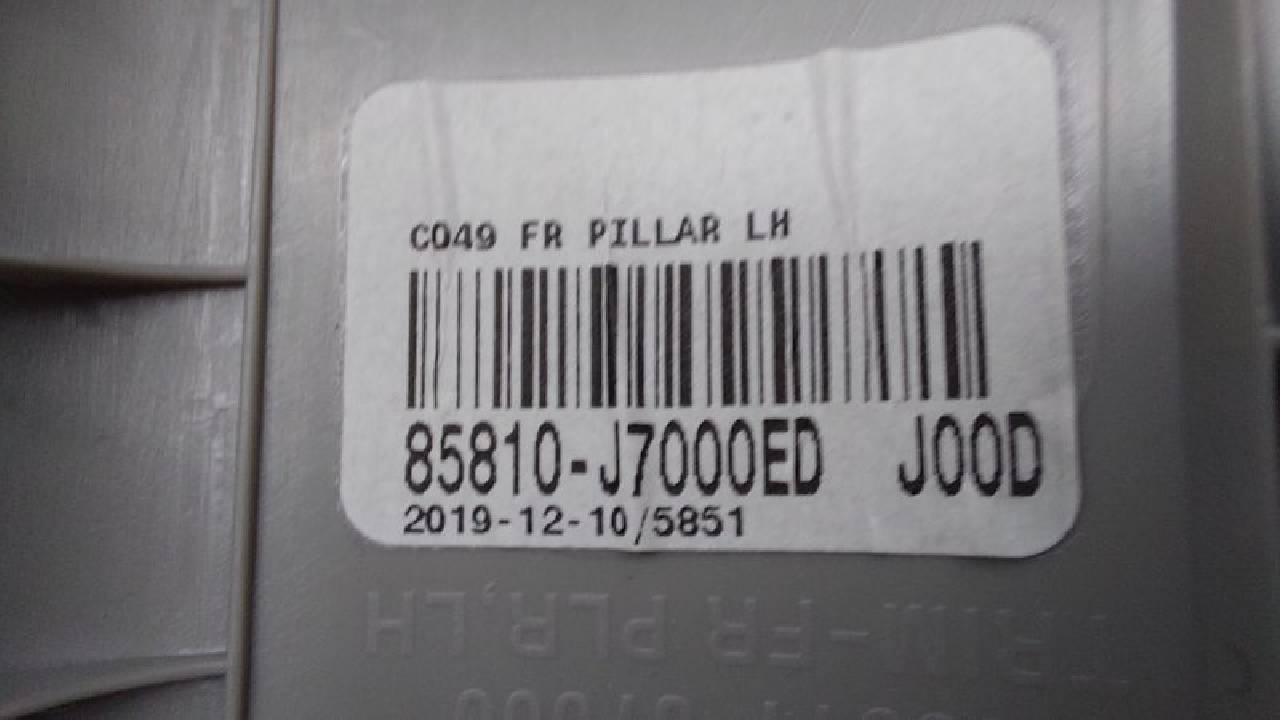 C049 FR PILLAR LH
85810-J7000ED J00D
2019-12-10/5851
TRIM-FR PLR,LH